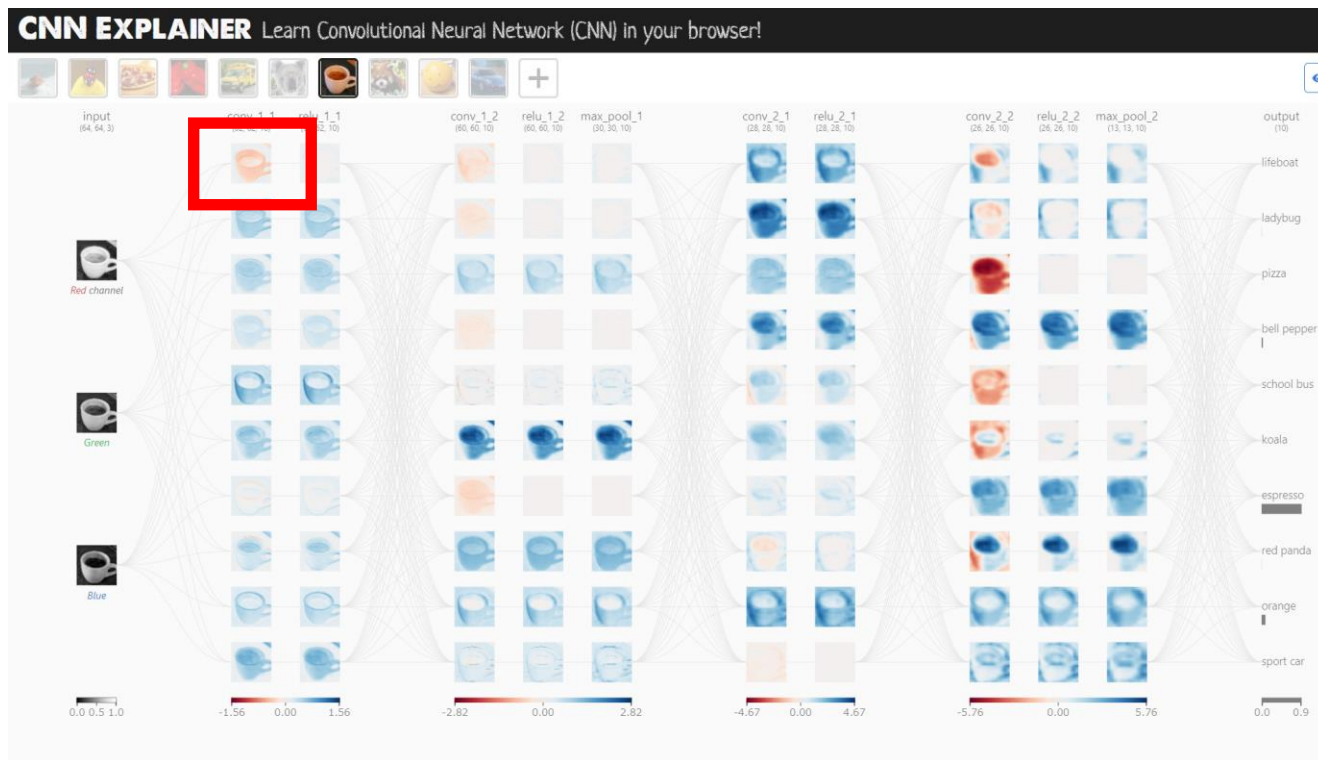 CNN EXPLAINER Learn Convolutional Neural Network (CNN) in your browser!
input conv_1_1 relu_1_1 conv_1_2 relu_1_2 max_pool_1 conv_2_1 relu_2_1 conv_2_2 relu_2_2 max_pool_2 output
(64, 64, 3) (60, 60, 10) (60, 60, 10) (30, 30, 10) (28, 28, 10) (28, 28, 10) (26, 26, 10) (26, 26, 10) (13, 13, 10) (10)
lifeboat
ladybug
pizza
Red channel
bell pepper
school bus
Green
koala
espresso
red panda
Blue
orange
sport car
0.0 0.5 1.0 -1.56 0.00 1.56 -2.82 0.00 2.82 -4.67 0.00 4.67 -5.76 0.00 5.76 0.0 0.9